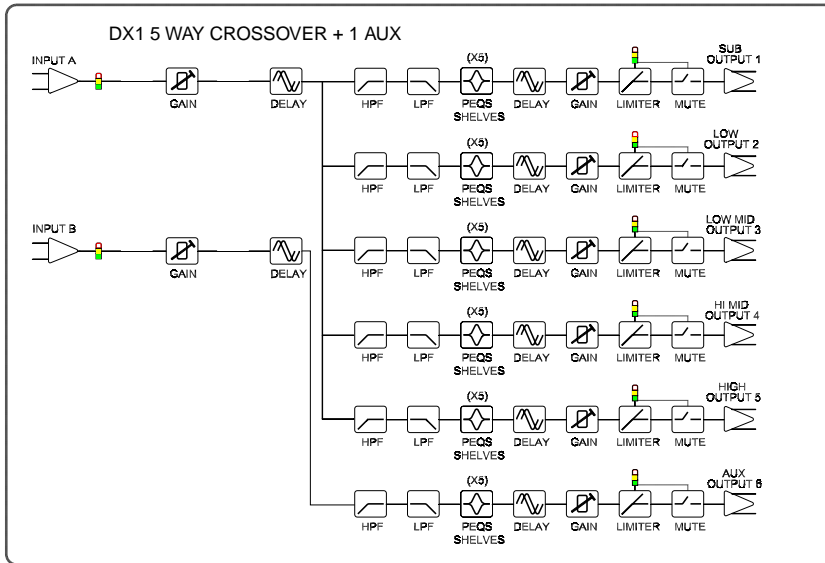 DX1 5 WAY CROSSOVER + 1 AUX
INPUT A
GAIN
DELAY
(X5)
SUB
OUTPUT 1
HPF LPF PEQS DELAY GAIN LIMITER MUTE
SHELVES
(X5)
LOW
OUTPUT 2
HPF LPF PEQS DELAY GAIN LIMITER MUTE
SHELVES
INPUT B
GAIN
DELAY
(X5)
LOW MID
OUTPUT 3
HPF LPF PEQS DELAY GAIN LIMITER MUTE
SHELVES
(X5)
HI MID
OUTPUT 4
HPF LPF PEQS DELAY GAIN LIMITER MUTE
SHELVES
(X5)
HIGH
OUTPUT 5
HPF LPF PEQS DELAY GAIN LIMITER MUTE
SHELVES
(X5)
AUX
OUTPUT 6
HPF LPF PEQS DELAY GAIN LIMITER MUTE
SHELVES